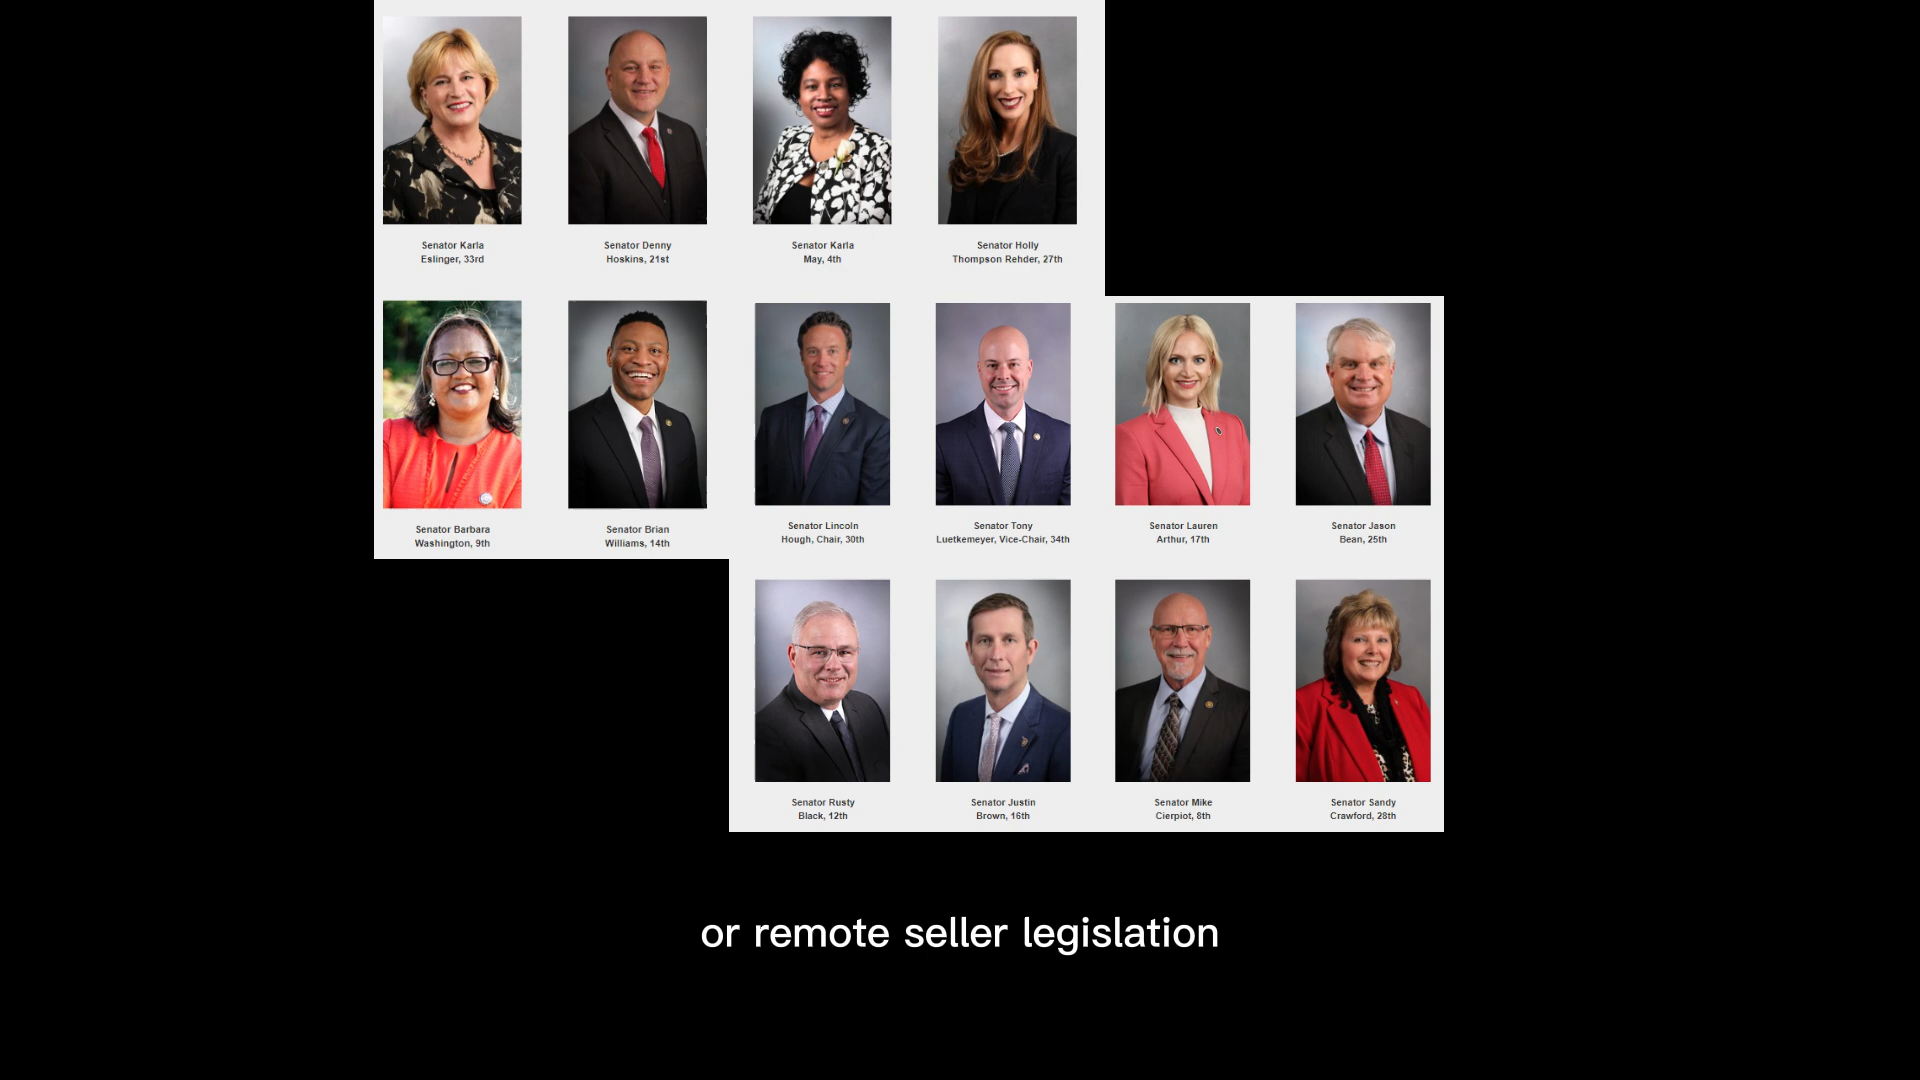 Senator Karla
Eslinger, 33rd
Senator Denny
Hoskins, 21st
Senator Karla
May, 4th
Senator Holly
Thompson Rehder, 27th
Senator Barbara
Washington, 9th
Senator Brian
Williams, 14th
Senator Lincoln
Hough, Chair, 30th
Senator Tony
Luetkemeyer, Vice-Chair, 34th
Senator Lauren
Arthur, 17th
Senator Jason
Bean, 25th
Senator Rusty
Black, 12th
Senator Justin
Brown, 16th
Senator Mike
Cierpiot, 8th
Senator Sandy
Crawford, 28th
or remote seller legislation